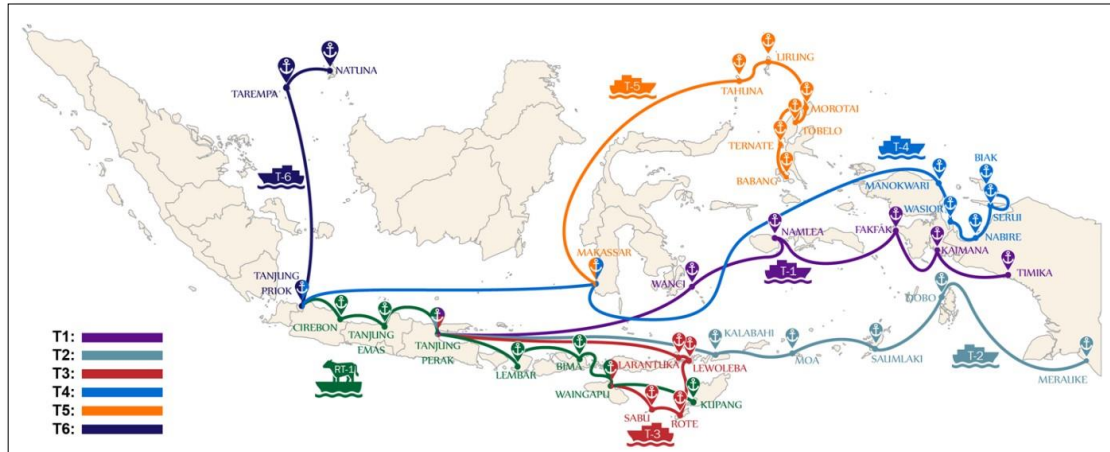 NATUNA
TAREMPA
T-6
TANJUNG
PRIOK
CIREBON
TANJUNG
EMAS
TANJUNG
PERAK
RT-1
LEMBAR
BIMA
WAINGAPU
LARANTUKA
LEWOLEBA
KUPANG
SABU
ROTE
T-3
MAKASSAR
T-5
TAHUNA
LIRUNG
MOROTAI
TOBELO
TERNATE
BABANG
T-4
MANOKWARI
BIAK
WASIOR
SERUI
NABIRE
NAMLEA
FAKFAK
KAIMANA
TIMIKA
WANCI
T-1
KALABAHI
MOA
SAUMLAKI
DOBO
T-2
MERAUKE
T1:
T2:
T3:
T4:
T5:
T6: